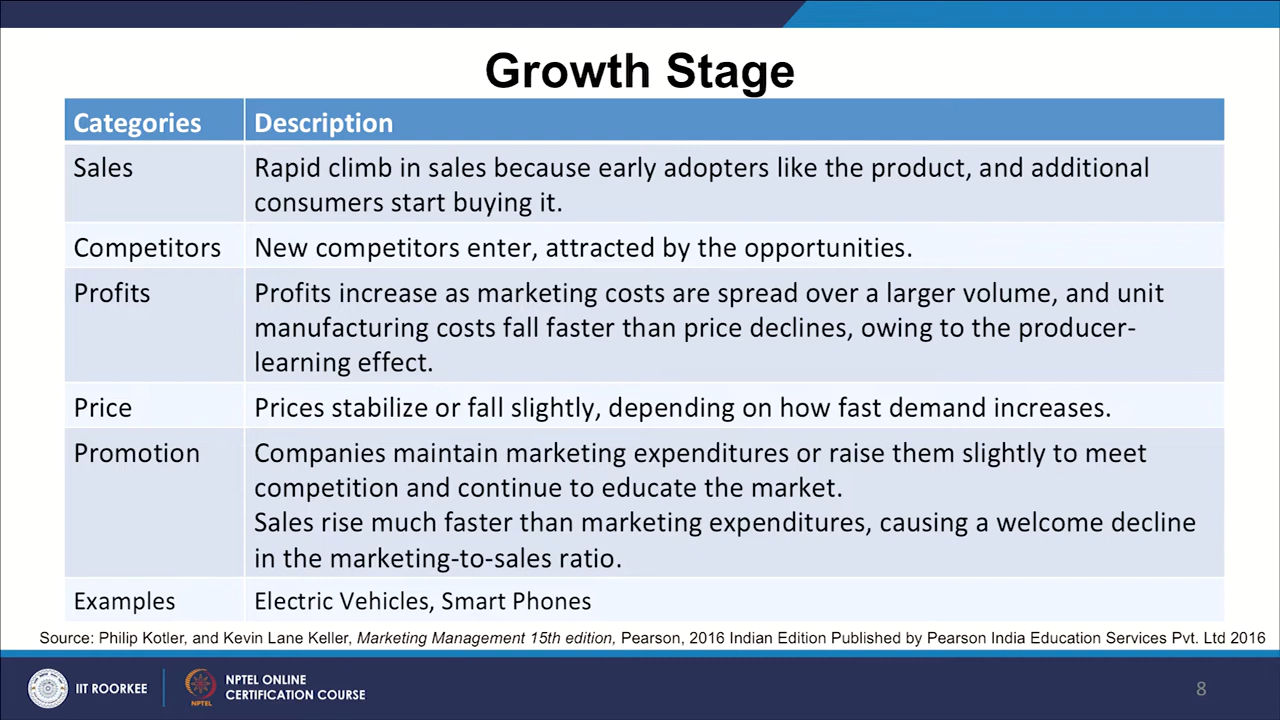 Growth Stage
Categories Description
Sales Rapid climb in sales because early adopters like the product, and additional
consumers start buying it.
Competitors New competitors enter, attracted by the opportunities.
Profits Profits increase as marketing costs are spread over a larger volume, and unit
manufacturing costs fall faster than price declines, owing to the producer-
learning effect.
Price Prices stabilize or fall slightly, depending on how fast demand increases.
Promotion Companies maintain marketing expenditures or raise them slightly to meet
competition and continue to educate the market.
Sales rise much faster than marketing expenditures, causing a welcome decline
in the marketing-to-sales ratio.
Examples Electric Vehicles, Smart Phones
Source: Philip Kotler, and Kevin Lane Keller, Marketing Management 15th edition, Pearson, 2016 Indian Edition Published by Pearson India Education Services Pvt. Ltd 2016
IIT ROORKEE
NPTEL
NPTEL ONLINE
CERTIFICATION COURSE
8